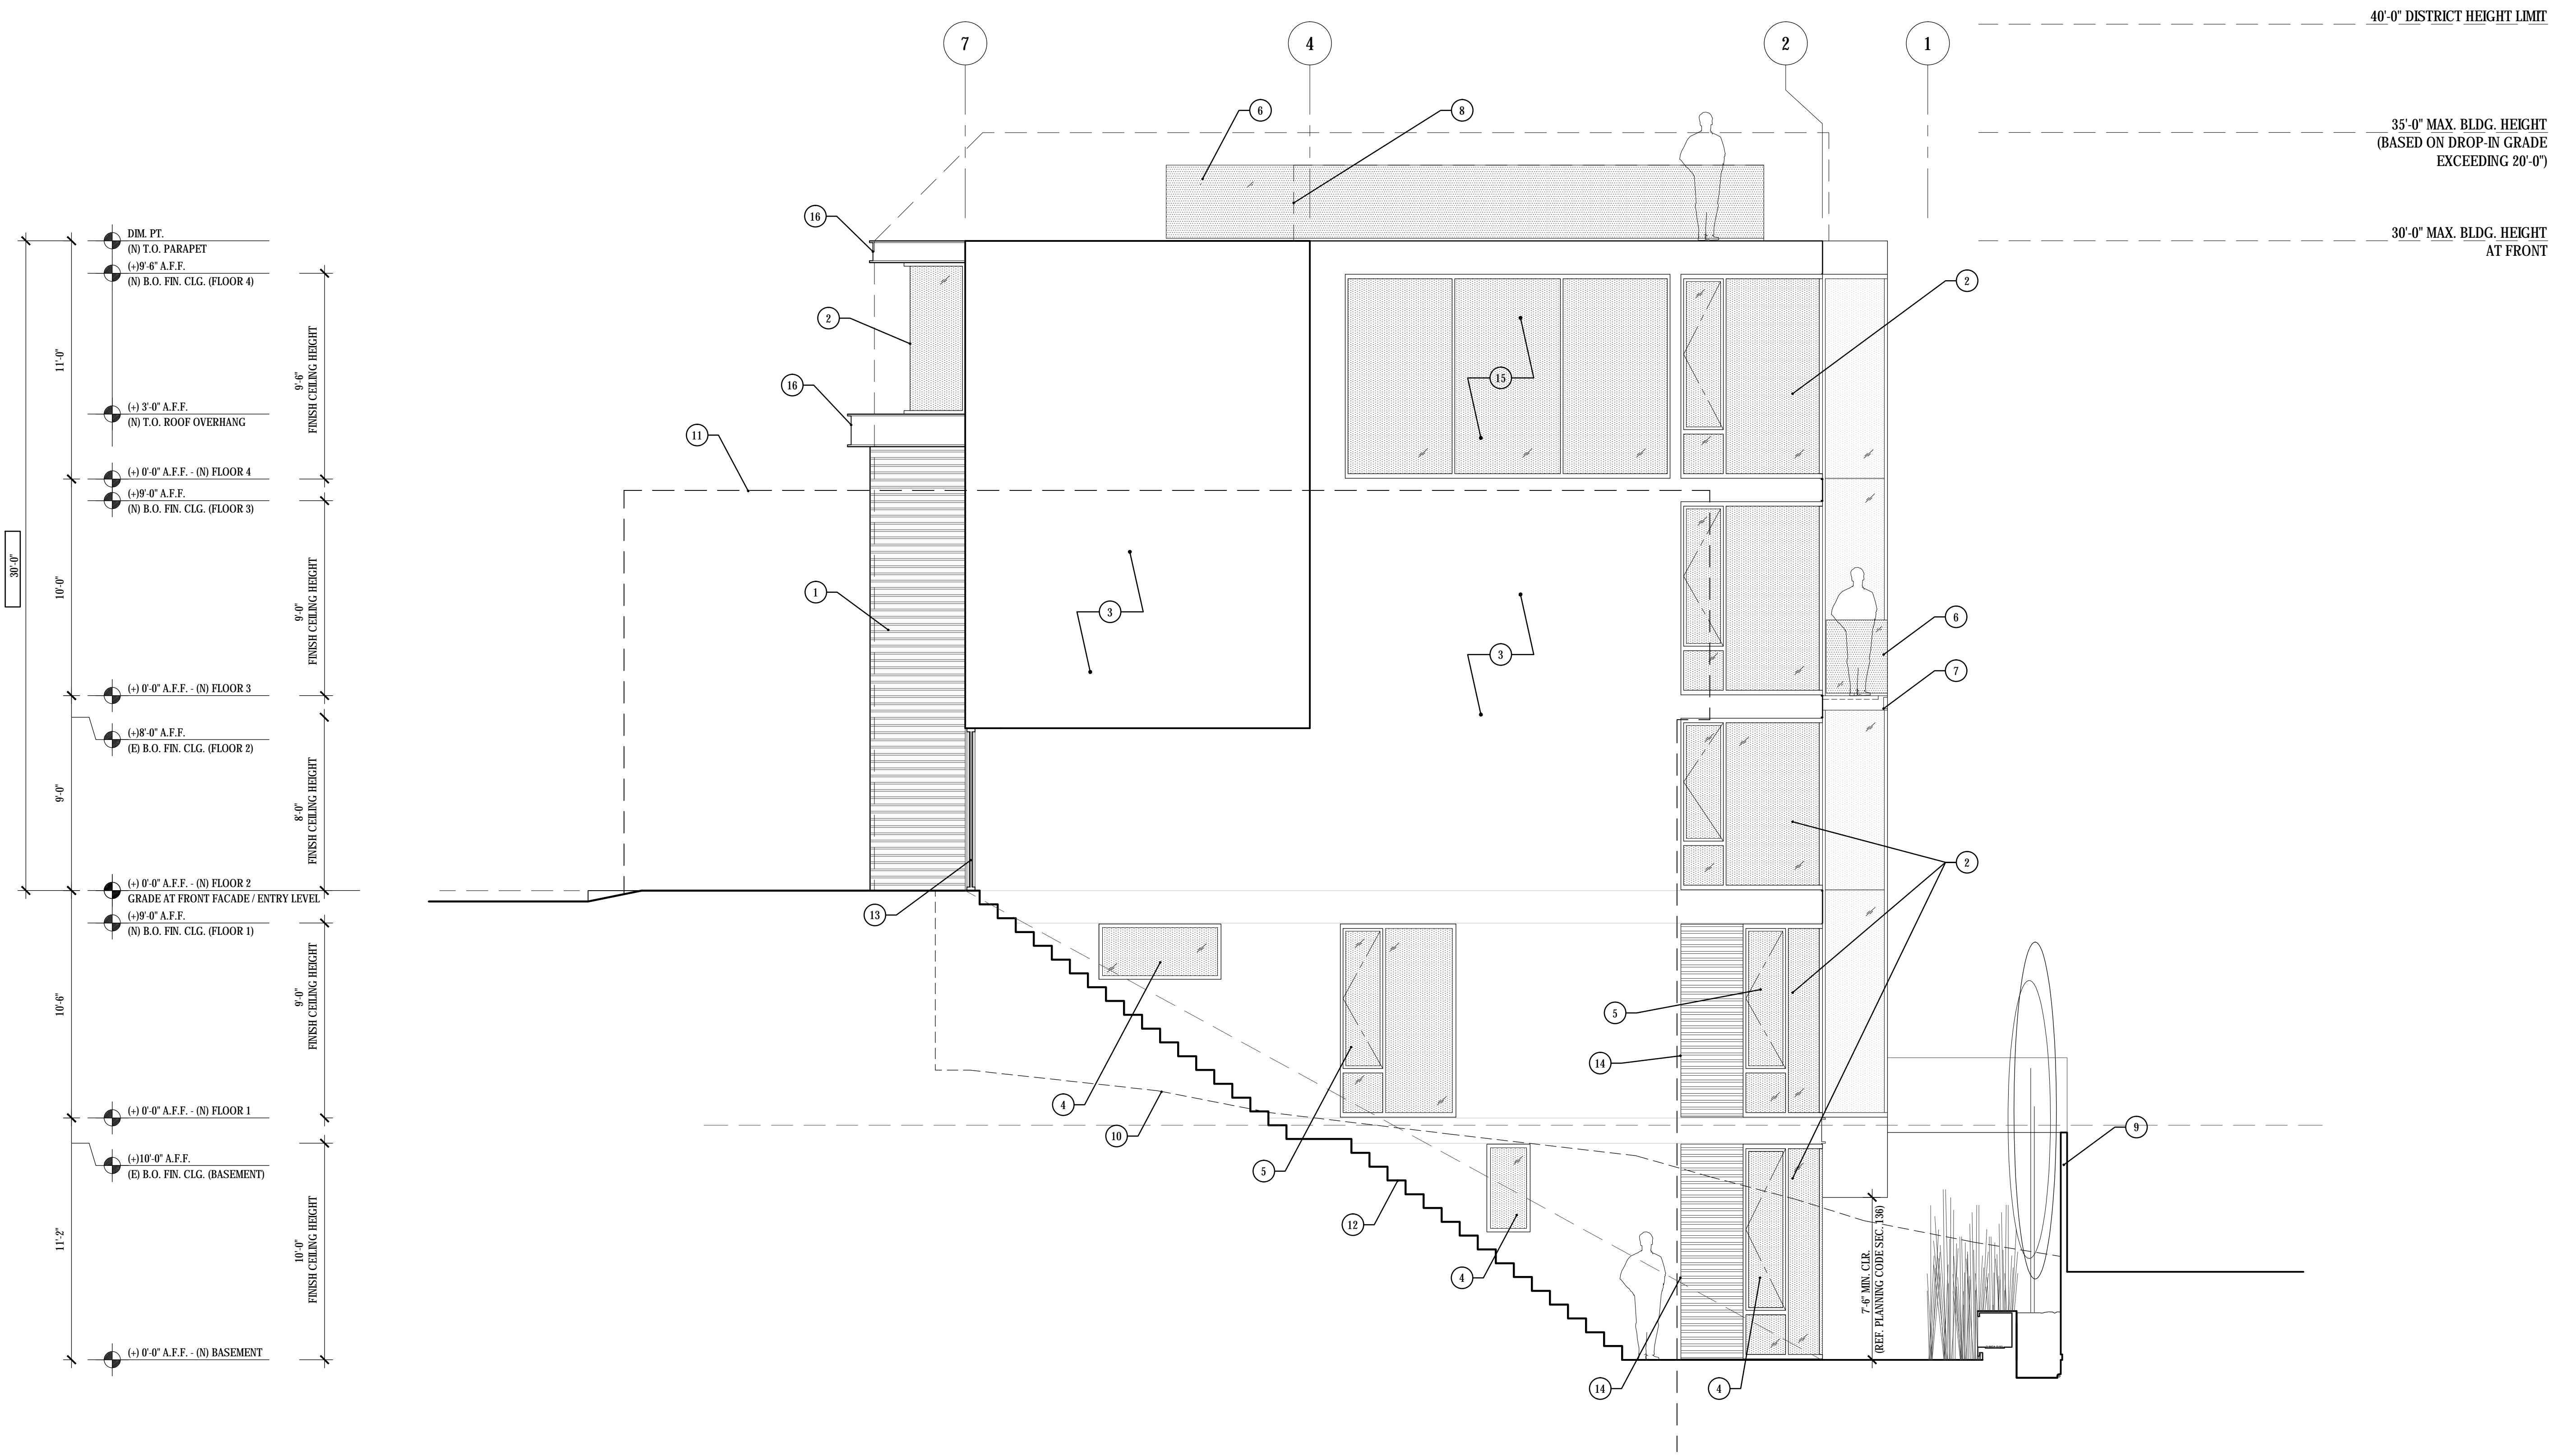 40'-0" DISTRICT HEIGHT LIMIT
7
4
2
1
35'-0" MAX. BLDG. HEIGHT
(BASED ON DROP-IN GRADE
EXCEEDING 20'-0")
6
8
16
DIM. PT.
(N) T.O. PARAPET
30'-0" MAX. BLDG. HEIGHT
AT FRONT
(+)9'-6" A.F.F.
(N) B.O. FIN. CLG. (FLOOR 4)
2
2
11'-0"
9'-6"
FINISH CEILING HEIGHT
15
16
(+) 3'-0" A.F.F.
(N) T.O. ROOF OVERHANG
11
(+) 0'-0" A.F.F. - (N) FLOOR 4
(+)9'-0" A.F.F.
(N) B.O. FIN. CLG. (FLOOR 3)
30'-0"
10'-0"
9'-0"
FINISH CEILING HEIGHT
1
3
3
6
7
(+) 0'-0" A.F.F. - (N) FLOOR 3
(+)8'-0" A.F.F.
(E) B.O. FIN. CLG. (FLOOR 2)
9'-0"
8'-0"
FINISH CEILING HEIGHT
2
(+) 0'-0" A.F.F. - (N) FLOOR 2
GRADE AT FRONT FACADE / ENTRY LEVEL
13
(+)9'-0" A.F.F.
(N) B.O. FIN. CLG. (FLOOR 1)
10'-6"
9'-0"
FINISH CEILING HEIGHT
5
14
4
(+) 0'-0" A.F.F. - (N) FLOOR 1
10
9
(+)10'-0" A.F.F.
(E) B.O. FIN. CLG. (BASEMENT)
5
12
11'-2"
10'-0"
FINISH CEILING HEIGHT
4
7'-6" MIN. CLR.
(REF. PLANNING CODE SEC. 136)
(+) 0'-0" A.F.F. - (N) BASEMENT
14
4